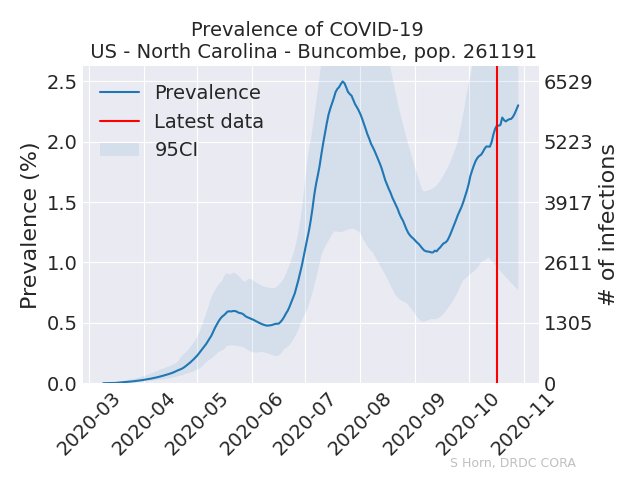 Prevalence of COVID-19
US - North Carolina - Buncombe, pop. 261191
Prevalence
Latest data
95CI
Prevalence (%)
2.5
2.0
1.5
1.0
0.5
0.0
6529
5223
3917
2611
1305
0
# of infections
2020-03
2020-04
2020-05
2020-06
2020-07
2020-08
2020-09
2020-10
2020-11
S Horn, DRDC CORA